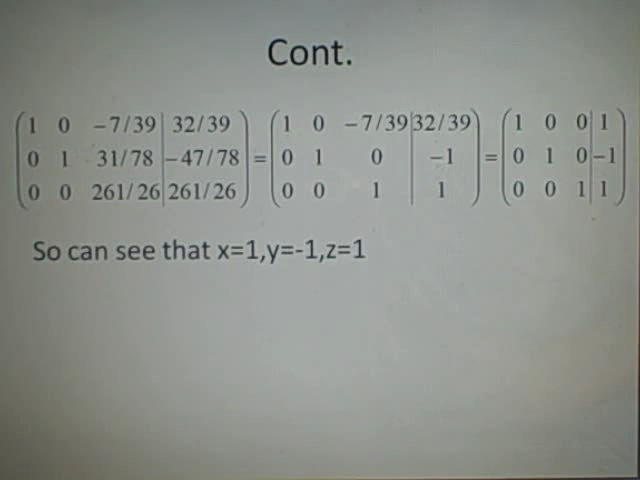 Cont.
1 0 −7/39 32/39 1 0 −7/39 32/39 1 0 0 1
0 1 31/78 −47/78 = 0 1 0 −1 = 0 1 0 −1
0 0 261/26 261/26 0 0 1 1 0 0 1 1
So can see that x=1,y=-1,z=1